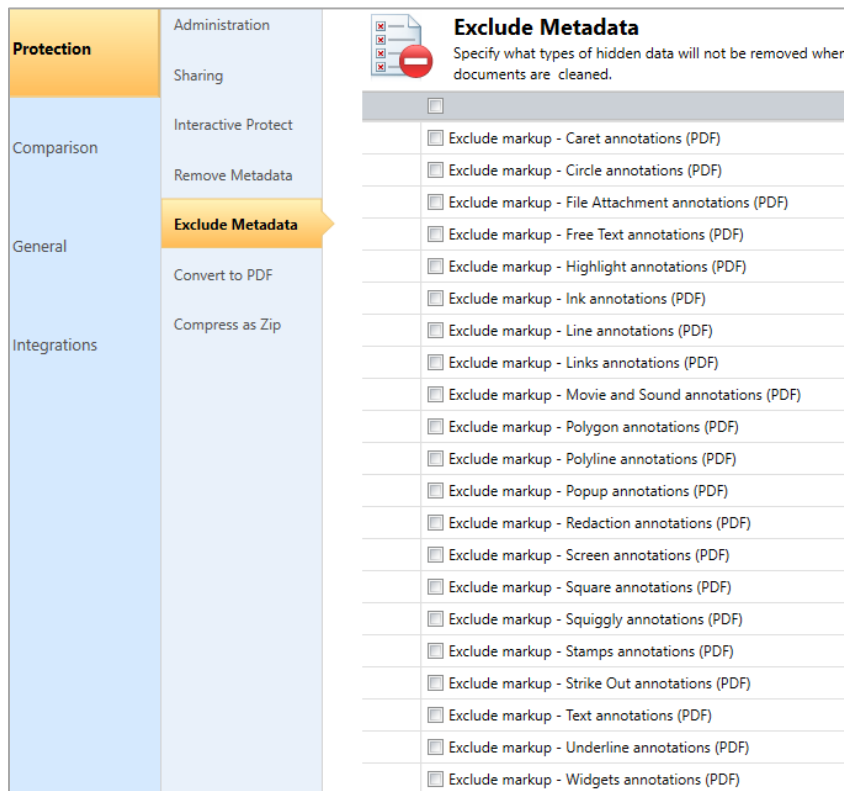 Protection
Comparison
General
Integrations
Administration
Sharing
Interactive Protect
Remove Metadata
Exclude Metadata
Convert to PDF
Compress as Zip
Exclude Metadata
Specify what types of hidden data will not be removed when
documents are cleaned.
Exclude markup - Caret annotations (PDF)
Exclude markup - Circle annotations (PDF)
Exclude markup - File Attachment annotations (PDF)
Exclude markup - Free Text annotations (PDF)
Exclude markup - Highlight annotations (PDF)
Exclude markup - Ink annotations (PDF)
Exclude markup - Line annotations (PDF)
Exclude markup - Links annotations (PDF)
Exclude markup - Movie and Sound annotations (PDF)
Exclude markup - Polygon annotations (PDF)
Exclude markup - Polyline annotations (PDF)
Exclude markup - Popup annotations (PDF)
Exclude markup - Redaction annotations (PDF)
Exclude markup - Screen annotations (PDF)
Exclude markup - Square annotations (PDF)
Exclude markup - Squiggly annotations (PDF)
Exclude markup - Stamps annotations (PDF)
Exclude markup - Strike Out annotations (PDF)
Exclude markup - Text annotations (PDF)
Exclude markup - Underline annotations (PDF)
Exclude markup - Widgets annotations (PDF)